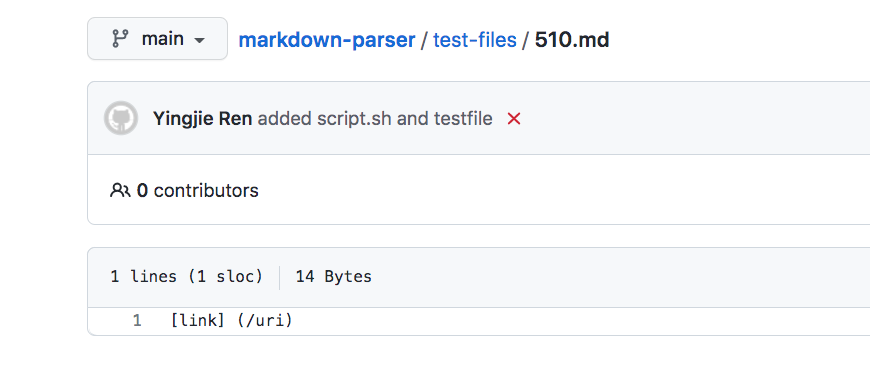 main markdown-parser / test-files / 510.md
Yingjie Ren added script.sh and testfile
0 contributors
1 lines (1 sloc) 14 Bytes
1 [link] (/uri)